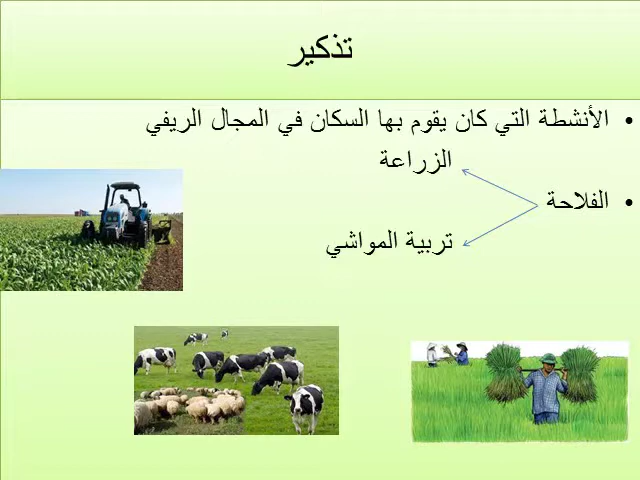 تذكير
• الأنشطة التي كان يقوم بها السكان في المجال الريفي
الزراعة
• الفلاحة
تربية المواشي